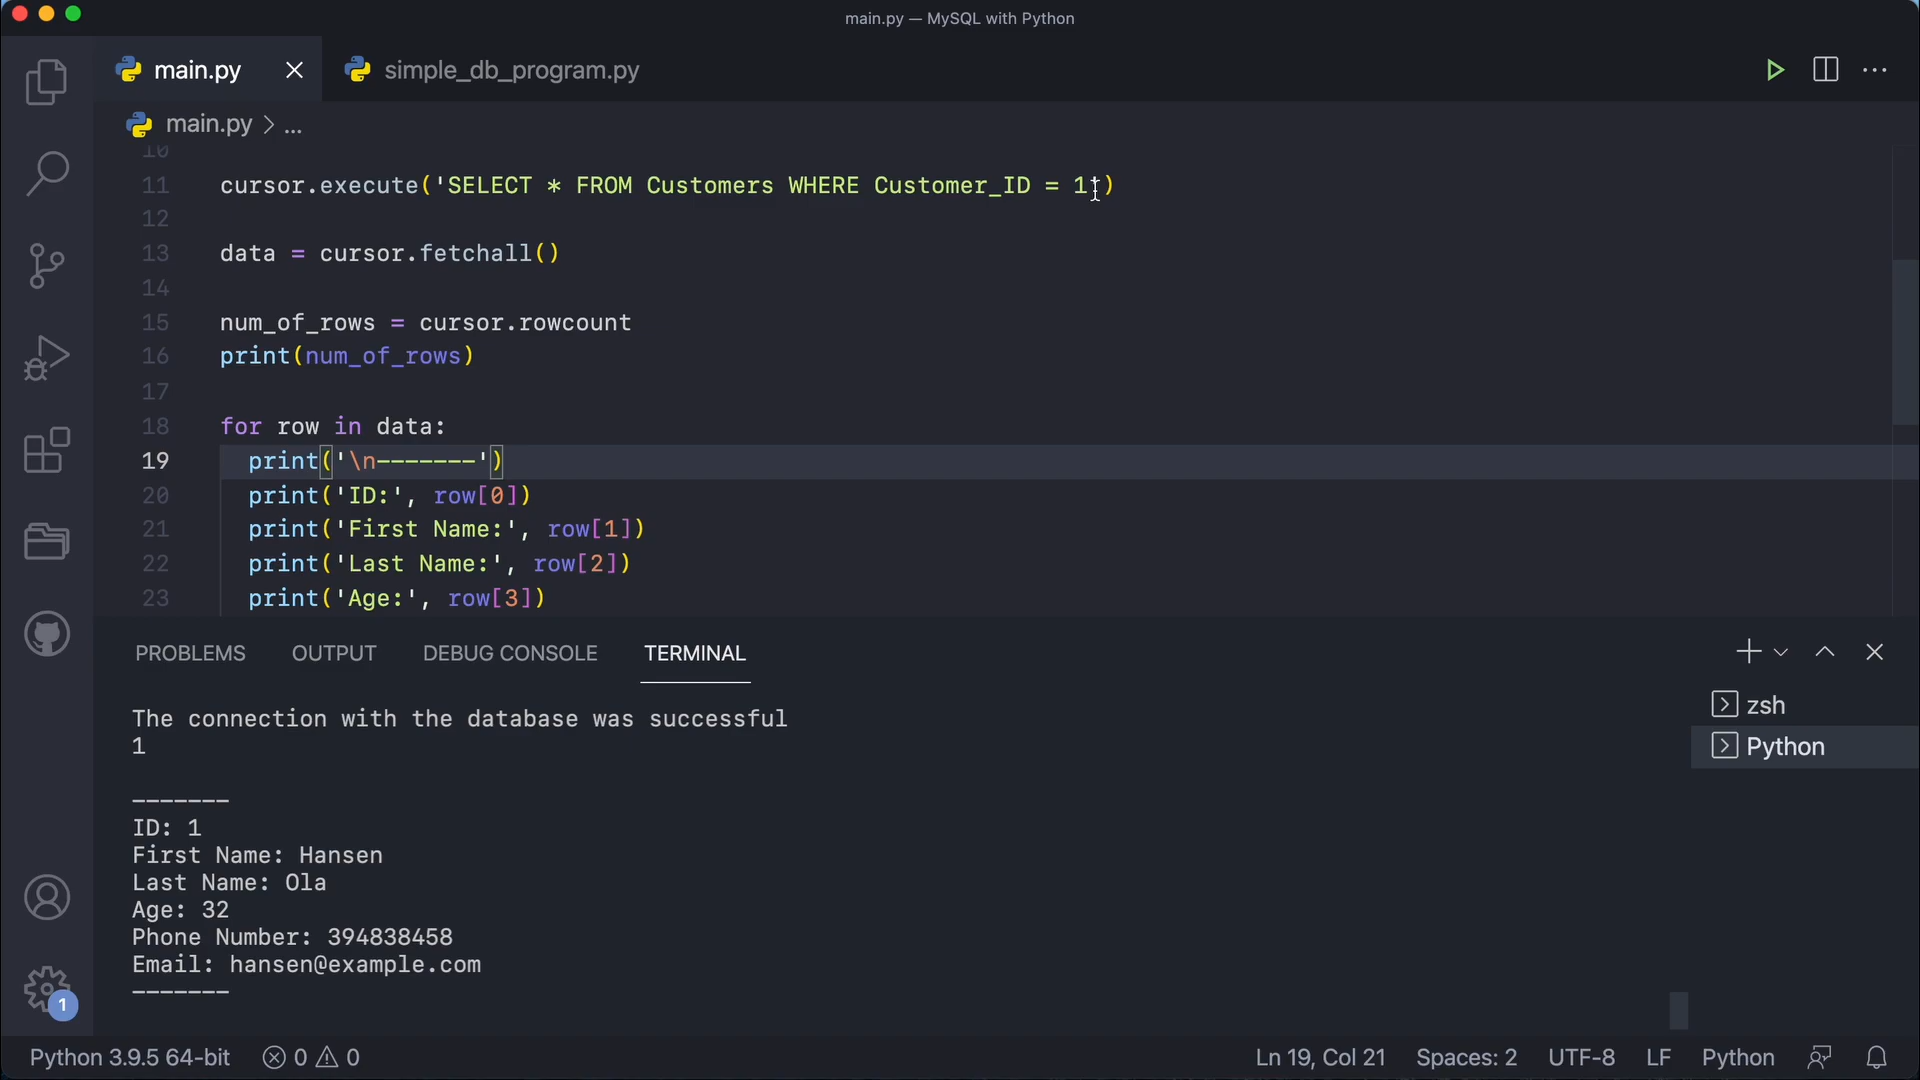 main.py — MySQL with Python
main.py simple_db_program.py
main.py > ...
10
11 cursor.execute('SELECT * FROM Customers WHERE Customer_ID = 1')
12
13 data = cursor.fetchall()
14
15 num_of_rows = cursor.rowcount
16 print(num_of_rows)
17
18 for row in data:
19 print('\n-------')
20 print('ID:', row[0])
21 print('First Name:', row[1])
22 print('Last Name:', row[2])
23 print('Age:', row[3])
PROBLEMS OUTPUT DEBUG CONSOLE TERMINAL
The connection with the database was successful
1
-------
ID: 1
First Name: Hansen
Last Name: Ola
Age: 32
Phone Number: 394838458
Email: hansen@example.com
-------
zsh
Python
1
Python 3.9.5 64-bit 0 0 Ln 19, Col 21 Spaces: 2 UTF-8 LF Python